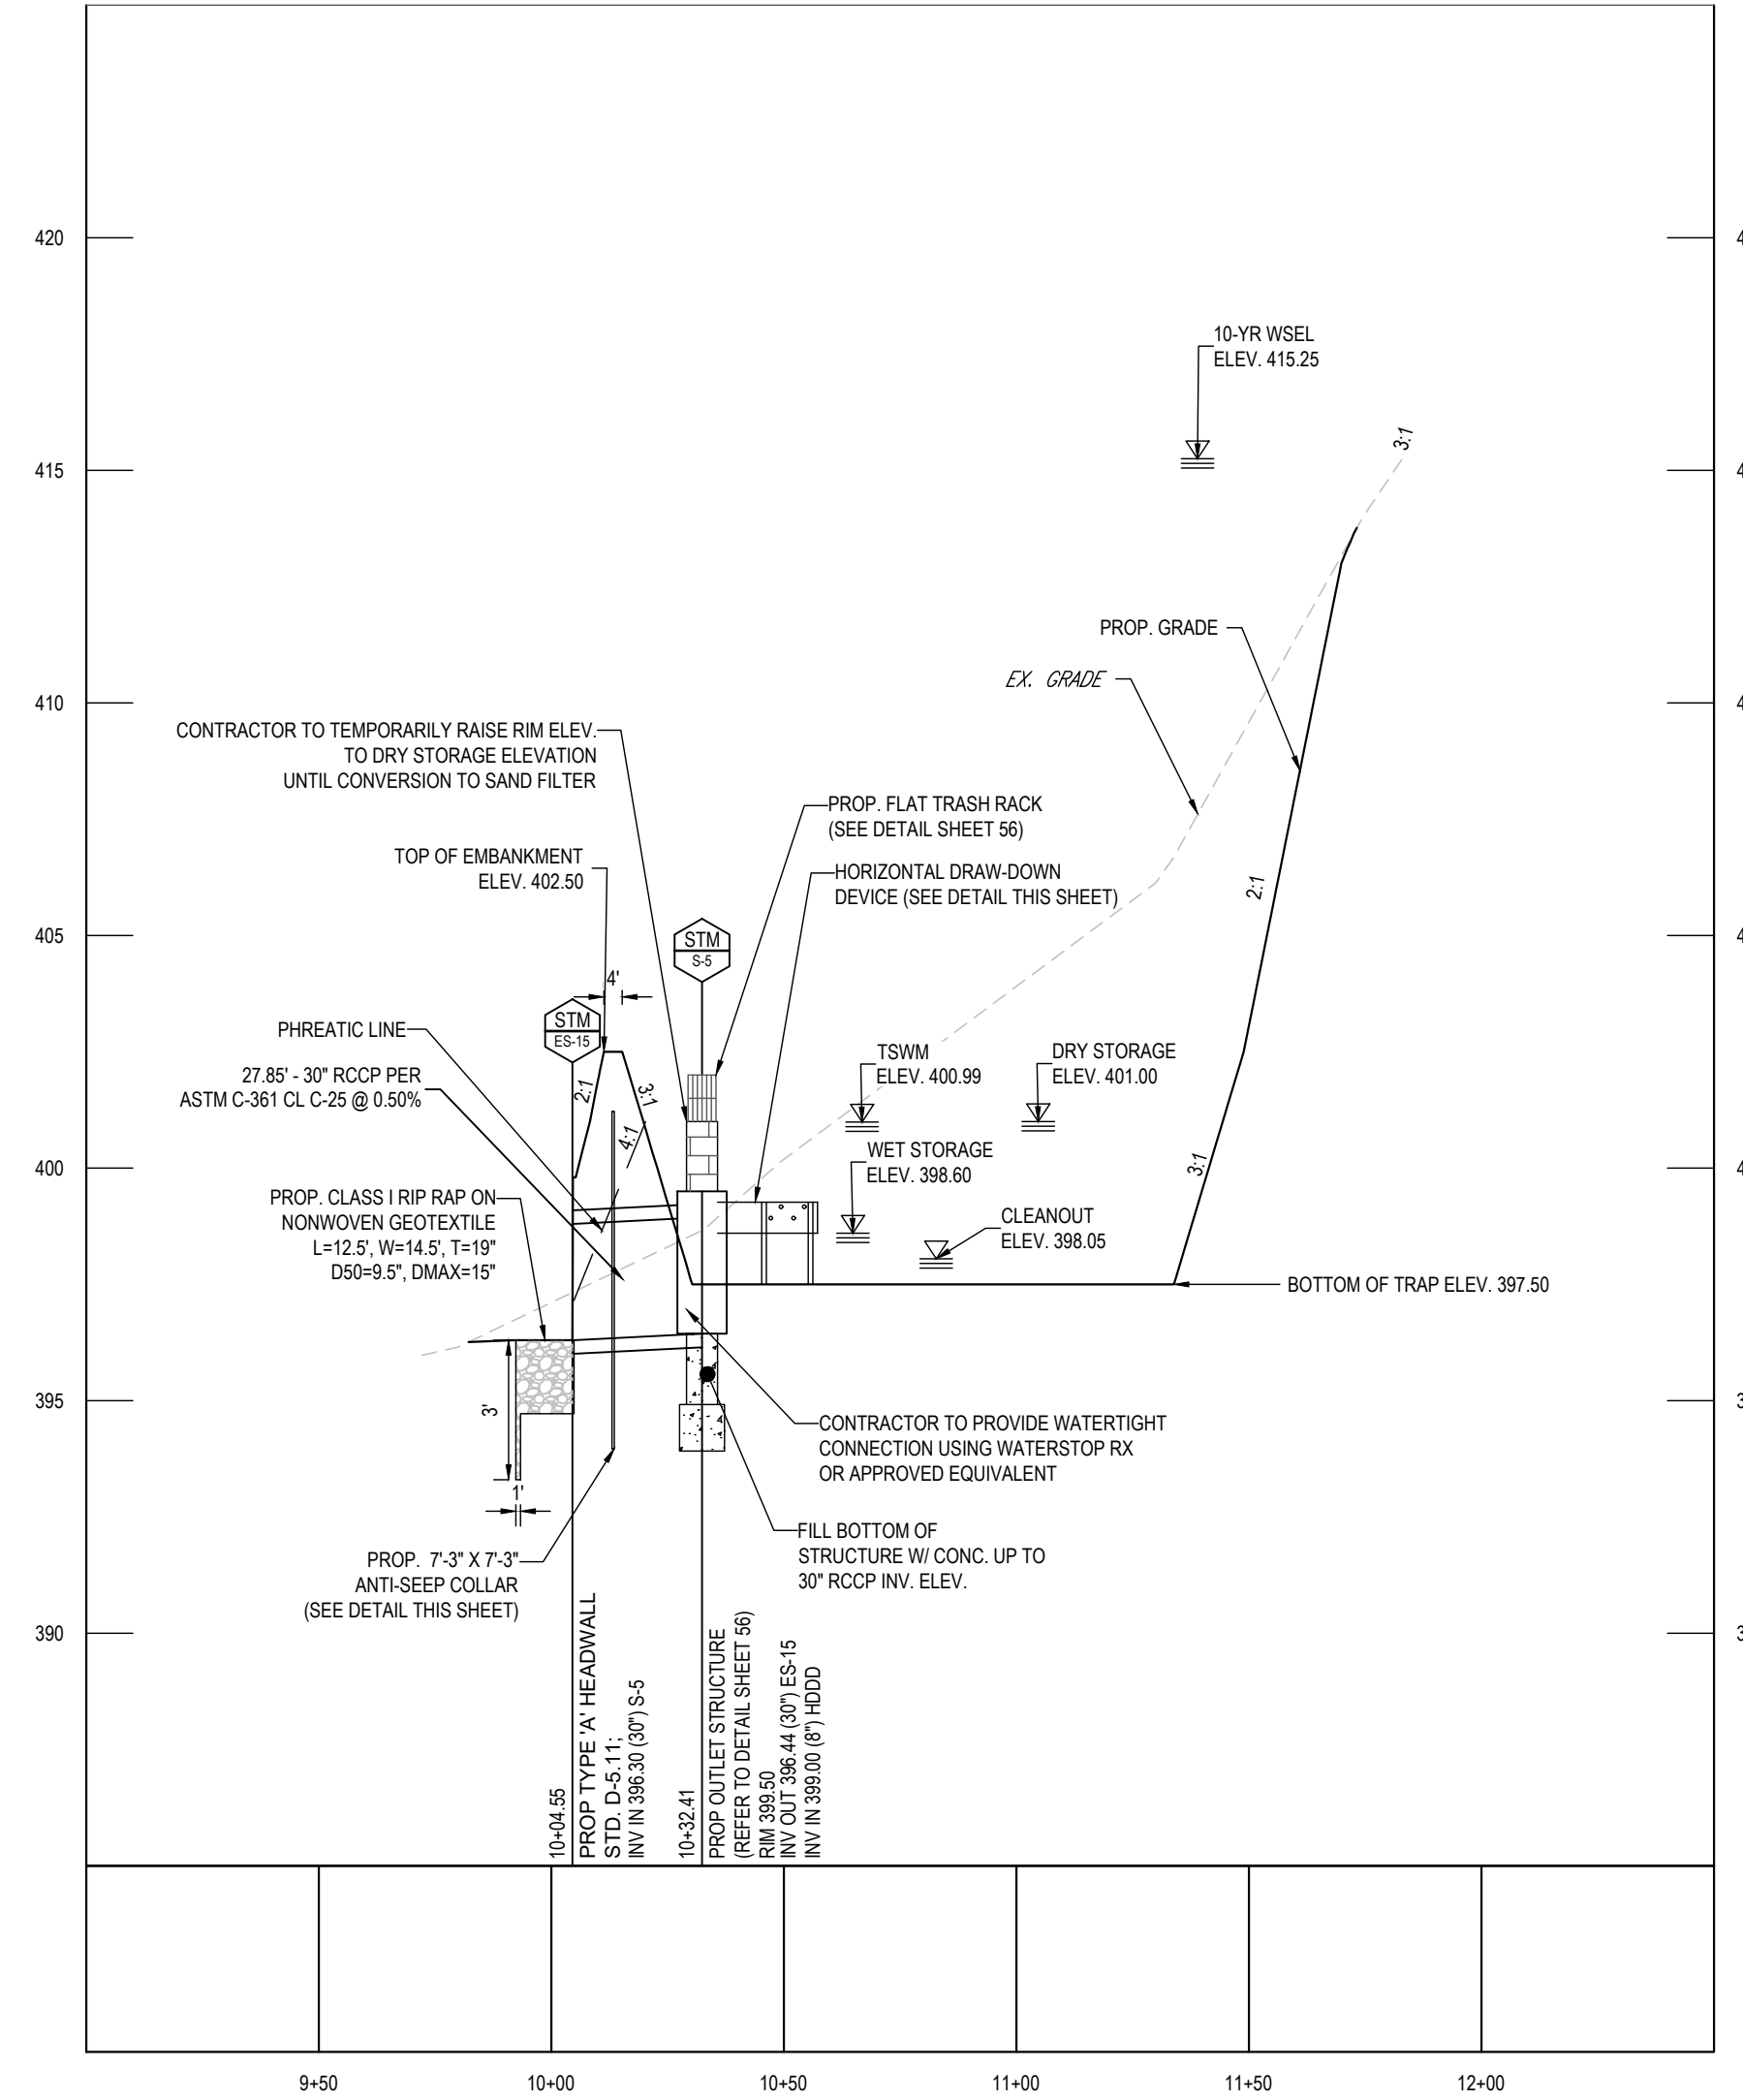 420
4
10-YR WSEL
ELEV. 415.25
3:1
415
4
PROP. GRADE
EX. GRADE
410
4
CONTRACTOR TO TEMPORARILY RAISE RIM ELEV.
TO DRY STORAGE ELEVATION
UNTIL CONVERSION TO SAND FILTER
PROP. FLAT TRASH RACK
(SEE DETAIL SHEET 56)
TOP OF EMBANKMENT
ELEV. 402.50
HORIZONTAL DRAW-DOWN
DEVICE (SEE DETAIL THIS SHEET)
2:1
405
4
STM
S-5
4'
STM
ES-15
PHREATIC LINE
27.85' - 30" RCCP PER
ASTM C-361 CL C-25 @ 0.50%
2:1
3:1
4:1
TSWM
ELEV. 400.99
DRY STORAGE
ELEV. 401.00
400
4
WET STORAGE
ELEV. 398.60
3:1
PROP. CLASS I RIP RAP ON
NONWOVEN GEOTEXTILE
L=12.5', W=14.5', T=19"
D50=9.5", DMAX=15"
CLEANOUT
ELEV. 398.05
BOTTOM OF TRAP ELEV. 397.50
395
3
3'
1'
CONTRACTOR TO PROVIDE WATERTIGHT
CONNECTION USING WATERSTOP RX
OR APPROVED EQUIVALENT
FILL BOTTOM OF
STRUCTURE W/ CONC. UP TO
30" RCCP INV. ELEV.
PROP. 7'-3" X 7'-3"
ANTI-SEEP COLLAR
(SEE DETAIL THIS SHEET)
390
3
10+04.55
PROP TYPE 'A' HEADWALL
STD. D-5.11;
INV IN 396.30 (30") S-5
10+32.41
PROP OUTLET STRUCTURE
(REFER TO DETAIL SHEET 56)
RIM 399.50
INV OUT 396.44 (30") ES-15
INV IN 399.00 (8") HDDD
9+50
10+00
10+50
11+00
11+50
12+00